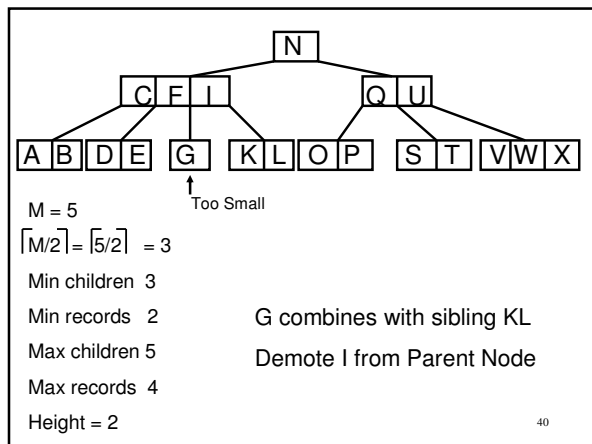 N
C F I Q U
A B D E G K L O P S T V W X
Too Small
M = 5
⌈M/2⌉ = ⌈5/2⌉ = 3
Min children 3
Min records 2
G combines with sibling KL
Max children 5
Demote I from Parent Node
Max records 4
Height = 2
40